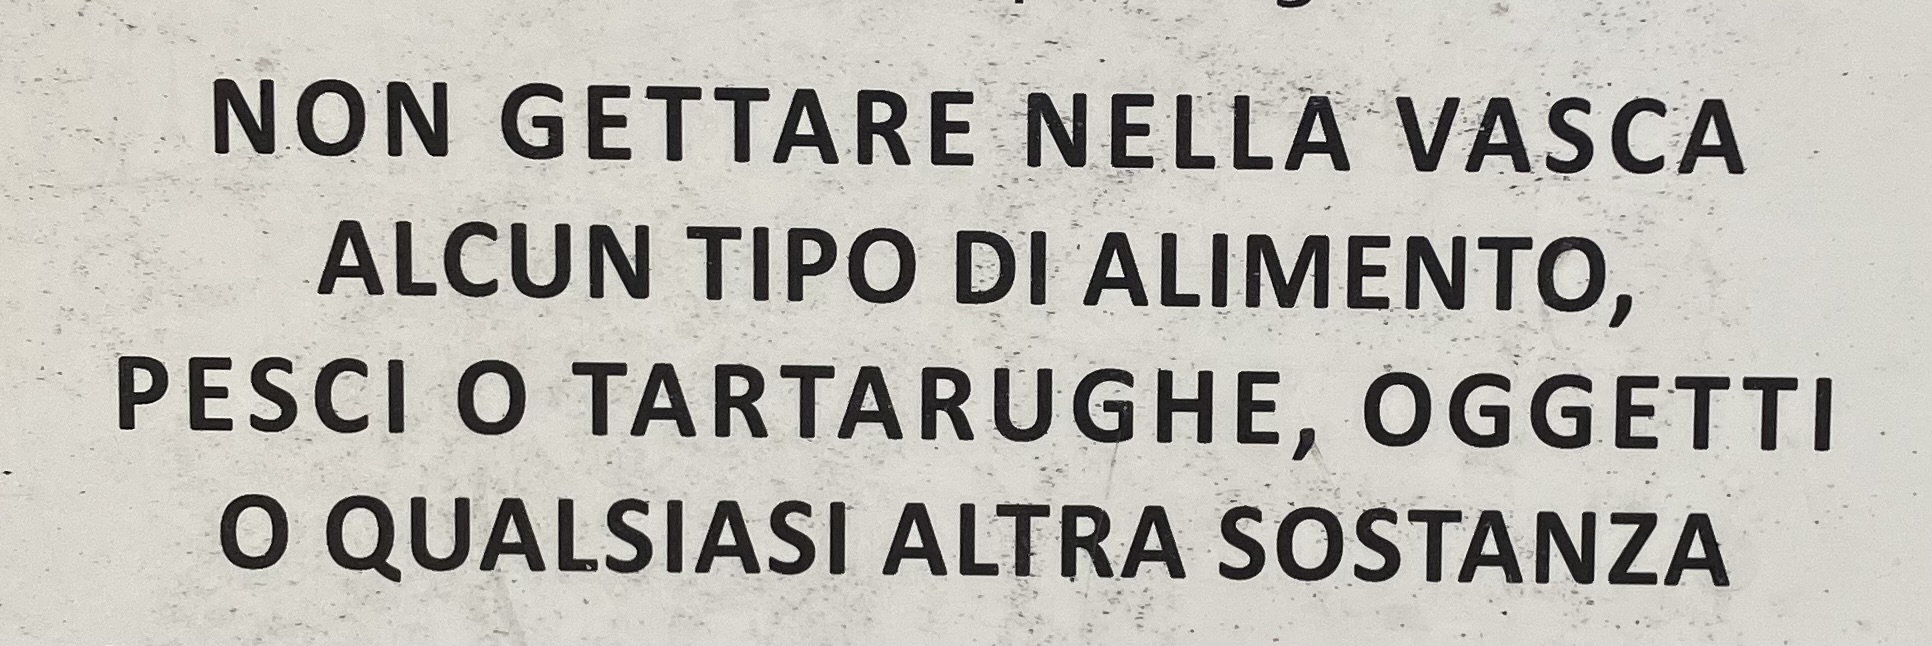 NON GETTARE NELLA VASCA
ALCUN TIPO DI ALIMENTO,
PESCI O TARTARUGHE, OGGETTI
O QUALSIASI ALTRA SOSTANZA